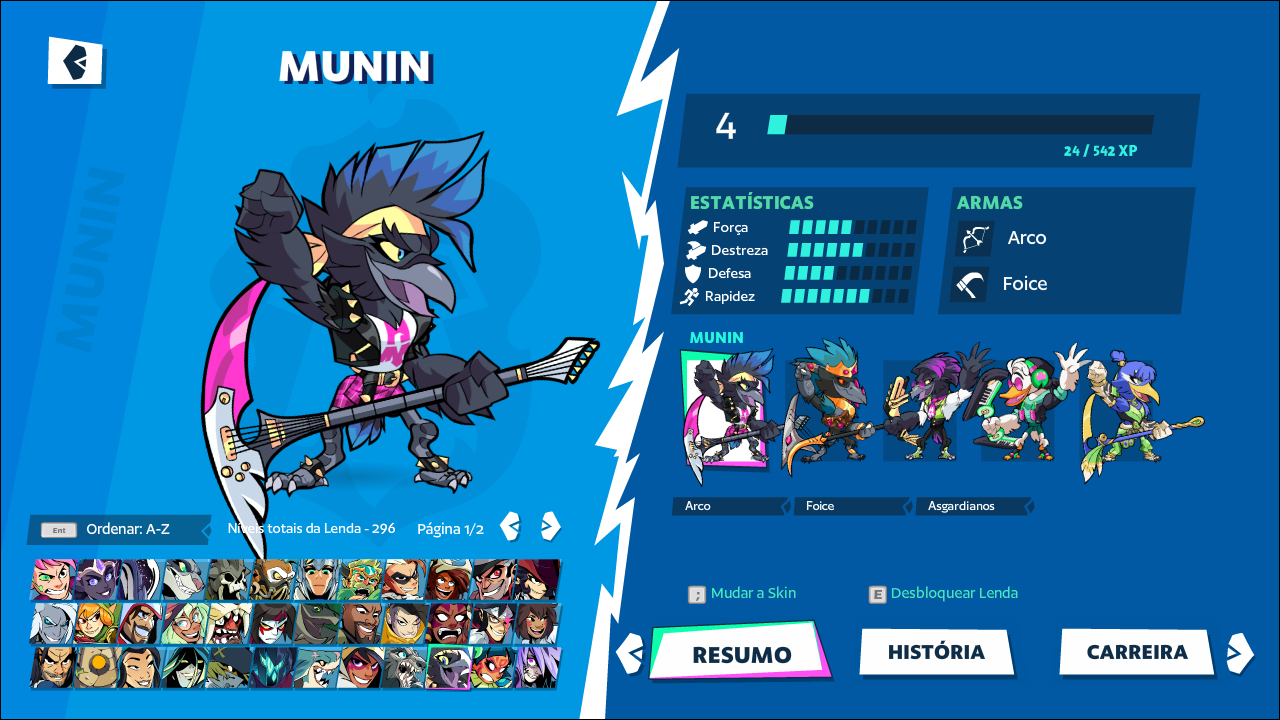 MUNIN
MUNIN
4
24 / 542 XP
ESTATÍSTICAS
Força
Destreza
Defesa
Rapidez
ARMAS
Arco
Foice
MUNIN
Arco
Foice
Asgardianos
Ent
Ordenar: A-Z
Níveis totais da Lenda - 296
Página 1/2
; Mudar a Skin
E Desbloquear Lenda
RESUMO
HISTÓRIA
CARREIRA